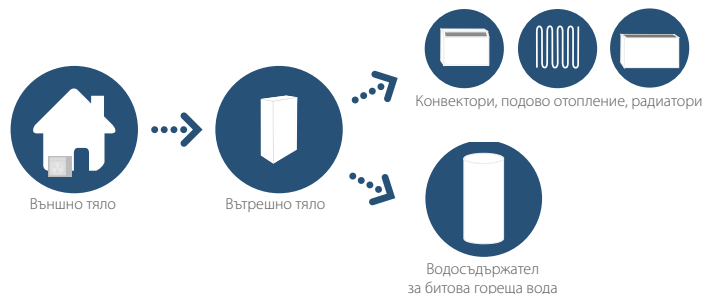 Конвектори, подово отопление, радиатори
Външно тяло
Вътрешно тяло
Водосъдържател
за битова гореща вода